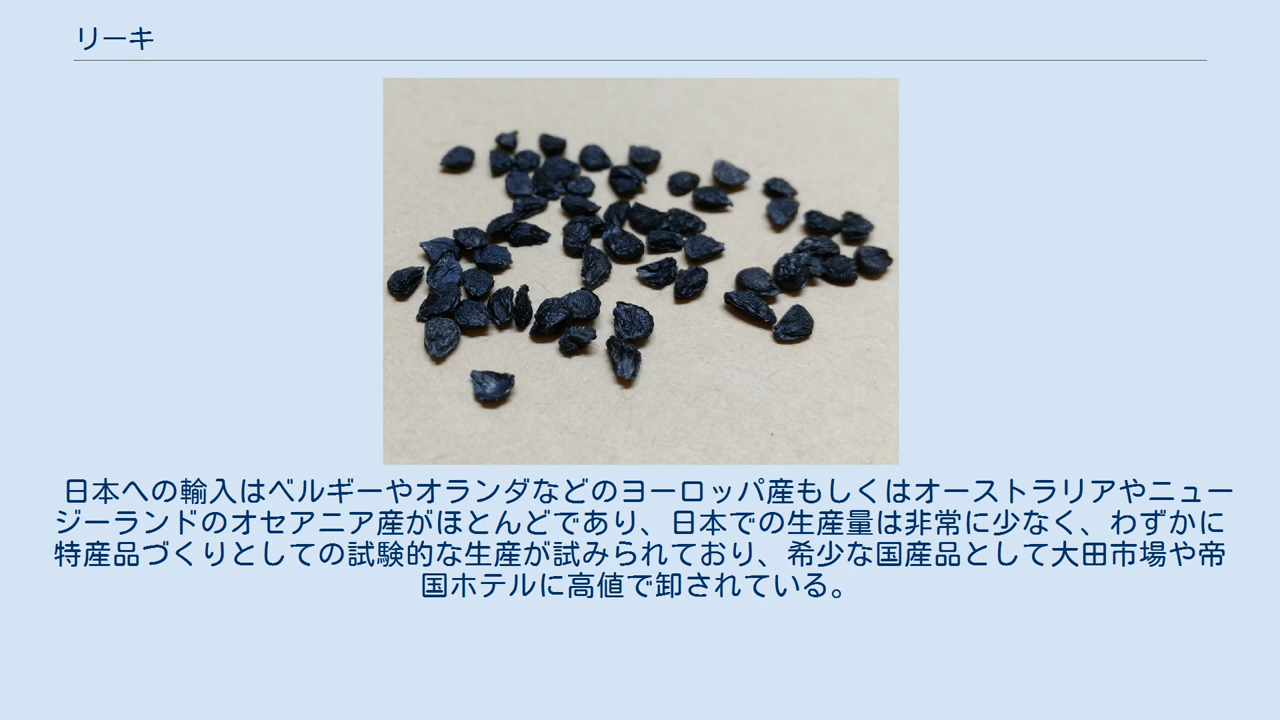 リーキ
日本への輸入はベルギーやオランダなどのヨーロッパ産もしくはオーストラリアやニュー
ジーランドのオセアニア産がほとんどであり、日本での生産量は非常に少なく、わずかに
特産品づくりとしての試験的な生産が試みられており、希少な国産品として大田市場や帝
国ホテルに高値で卸されている。